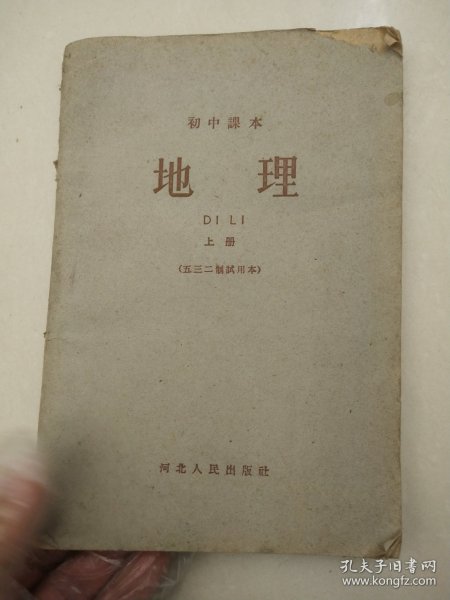 初中課本
地理
DI LI
上册
(五三二制試用本)
河北人民出版社
孔夫子旧书网
www.kongfz.com